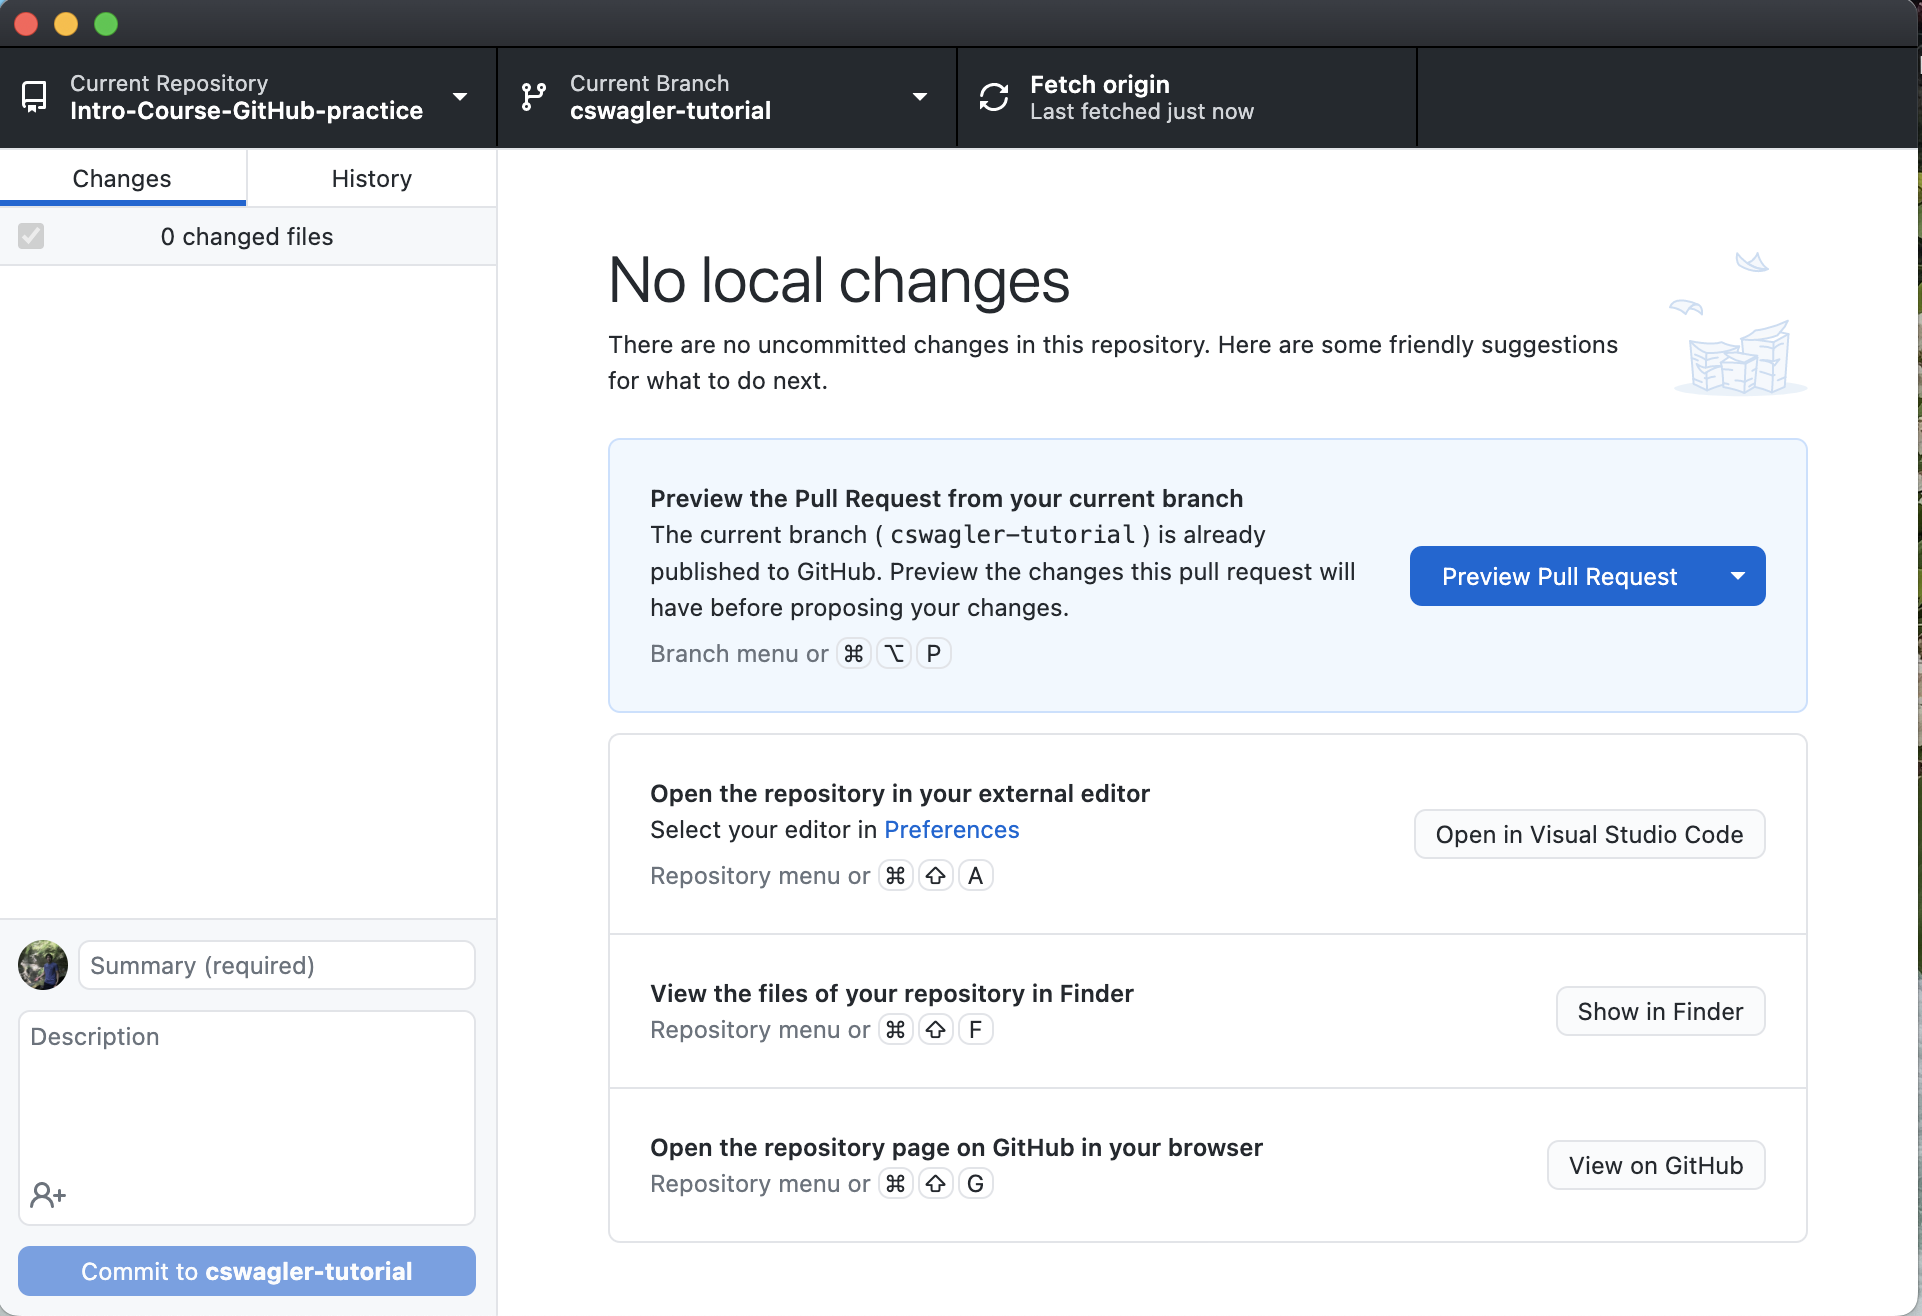 Current Repository
Intro-Course-GitHub-practice
Current Branch
cswagler-tutorial
Fetch origin
Last fetched just now
Changes
History
0 changed files
No local changes
There are no uncommitted changes in this repository. Here are some friendly suggestions
for what to do next.
Preview the Pull Request from your current branch
The current branch ( cswagler-tutorial ) is already
published to GitHub. Preview the changes this pull request will
have before proposing your changes.
Branch menu or ⌘ ⌥ P
Preview Pull Request
Open the repository in your external editor
Select your editor in Preferences
Repository menu or ⌘ ⇧ A
Open in Visual Studio Code
View the files of your repository in Finder
Repository menu or ⌘ ⇧ F
Show in Finder
Open the repository page on GitHub in your browser
Repository menu or ⌘ ⇧ G
View on GitHub
Summary (required)
Description
Commit to cswagler-tutorial